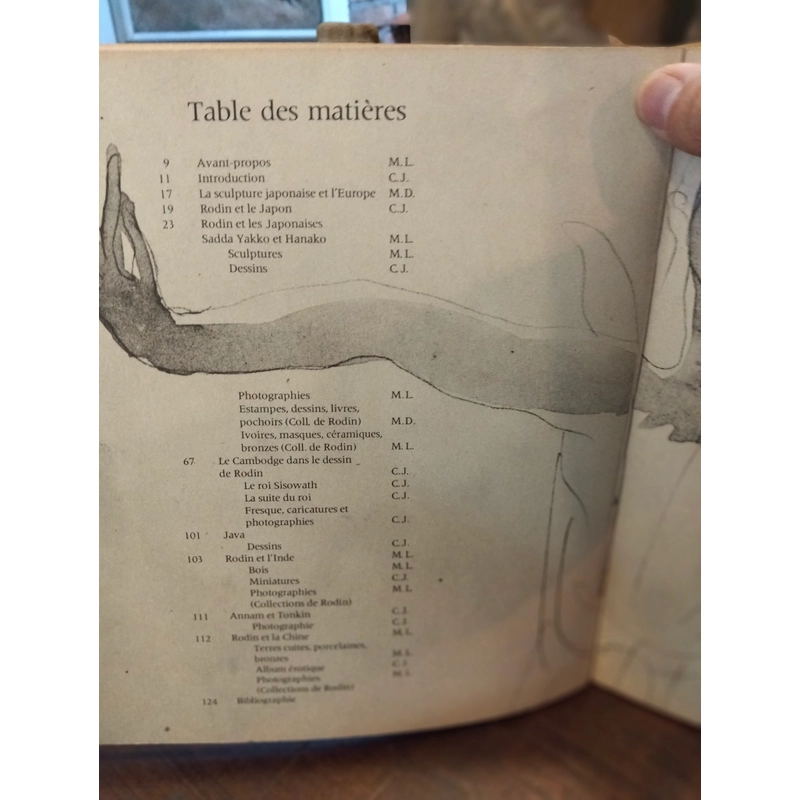 Table des matières
9 Avant-propos M.L.
11 Introduction C.J.
17 La sculpture japonaise et l'Europe M.D.
19 Rodin et le Japon C.J.
23 Rodin et les Japonaises
Sadda Yakko et Hanako M.L.
Sculptures M.L.
Dessins C.J.
Photographies M.L.
Estampes, dessins, livres,
pochoirs (Coll. de Rodin) M.D.
Ivoires, masques, céramiques,
bronzes (Coll. de Rodin) M.L.
67 Le Cambodge dans le dessin
de Rodin C.J.
Le roi Sisowath C.J.
La suite du roi C.J.
Fresque, caricatures et
photographies C.J.
101 Java
Dessins C.J.
103 Rodin et l'Inde M.L.
Bois M.L.
Miniatures C.J.
Photographies M.L.
(Collections de Rodin)
111 Annam et Tonkin C.J.
Photographie C.J.
112 Rodin et la Chine M.L.
Terres cuites, porcelaines,
bronzes M.L.
Album érotique C.J.
Photographies M.L.
(Collections de Rodin)
124 Bibliographie